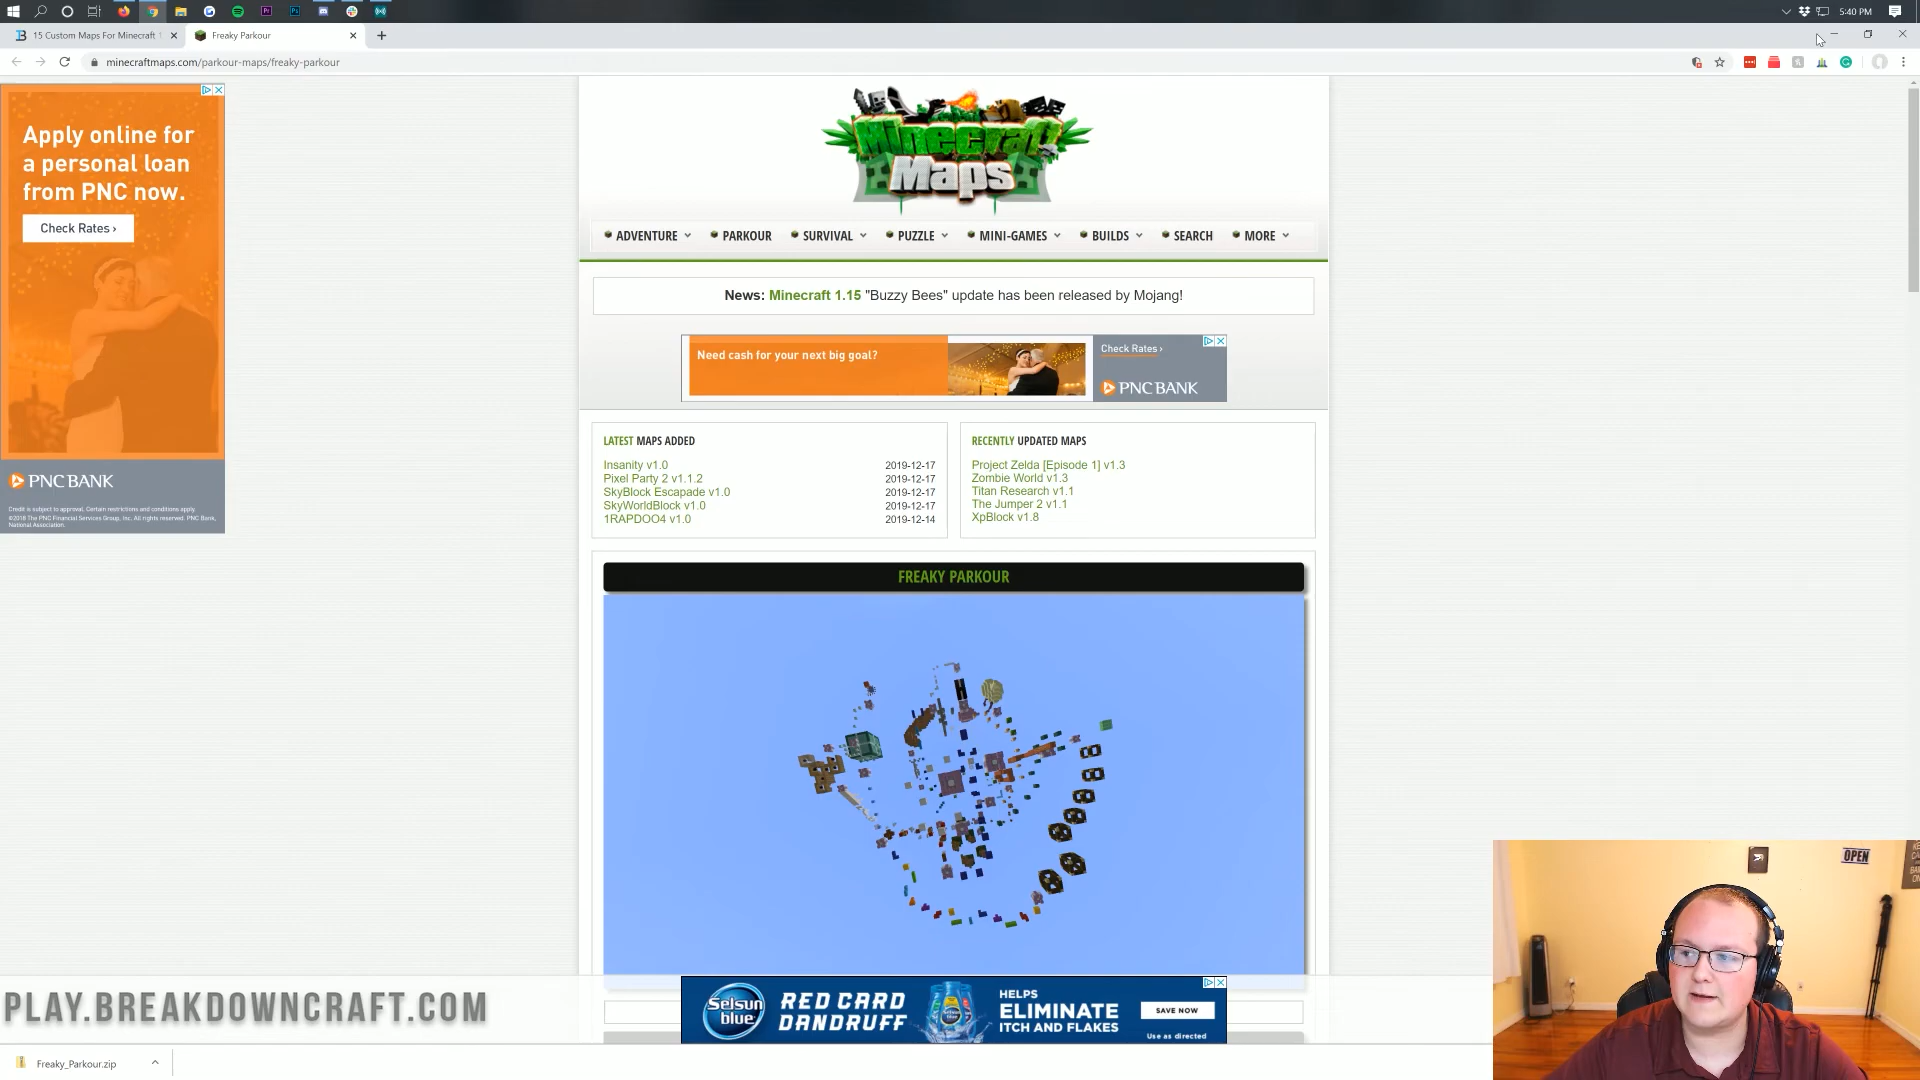 5:40 PM
15 Custom Maps For Minecraft 1
Freaky Parkour
minecraftmaps.com/parkour-maps/freaky-parkour
Apply online for
a personal loan
from PNC now.
Check Rates ›
PNC BANK
Credit is subject to approval. Certain restrictions and conditions apply.
©2018 The PNC Financial Services Group, Inc. All rights reserved. PNC Bank,
National Association.
Minecraft
Maps
ADVENTURE
PARKOUR
SURVIVAL
PUZZLE
MINI-GAMES
BUILDS
SEARCH
MORE
News: Minecraft 1.15 "Buzzy Bees" update has been released by Mojang!
Need cash for your next big goal?
Check Rates ›
PNC BANK
LATEST MAPS ADDED
Insanity v1.0 2019-12-17
Pixel Party 2 v1.1.2 2019-12-17
SkyBlock Escapade v1.0 2019-12-17
SkyWorldBlock v1.0 2019-12-17
1RAPDOO4 v1.0 2019-12-14
RECENTLY UPDATED MAPS
Project Zelda [Episode 1] v1.3
Zombie World v1.3
Titan Research v1.1
The Jumper 2 v1.1
XpBlock v1.8
FREAKY PARKOUR
OPEN
PLAY.BREAKDOWNCRAFT.COM
Selsun
blue
RED CARD
DANDRUFF
HELPS
ELIMINATE
ITCH AND FLAKES
SAVE NOW
Use as directed
Freaky_Parkour.zip